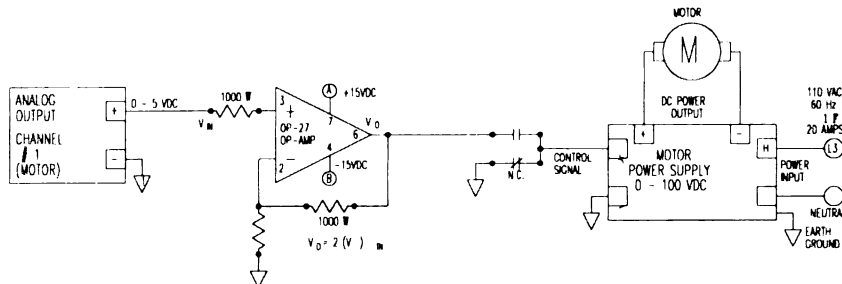 ANALOG
OUTPUT
CHANNEL
# 1
(MOTOR)
+
-
0 - 5 VDC
V IN
1000 W
3
+
7
OP-27
OP-AMP
6
4
-
2
A
+15VDC
-15VDC
B
V O
1000 W
V O = 2 (V ) IN
N.C.
CONTROL
SIGNAL
MOTOR
M
DC POWER
OUTPUT
+
-
MOTOR
POWER SUPPLY
0 - 100 VDC
H
POWER
INPUT
110 VAC
60 Hz
20 AMPS
L3
NEUTRA
EARTH
GROUND